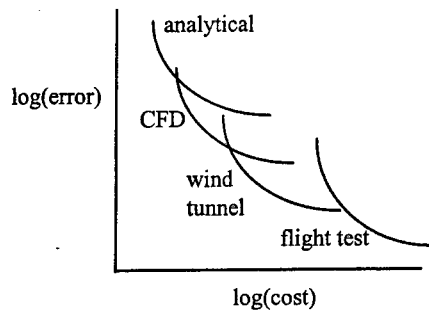 analytical
log(error)
CFD
wind
tunnel
flight test
log(cost)